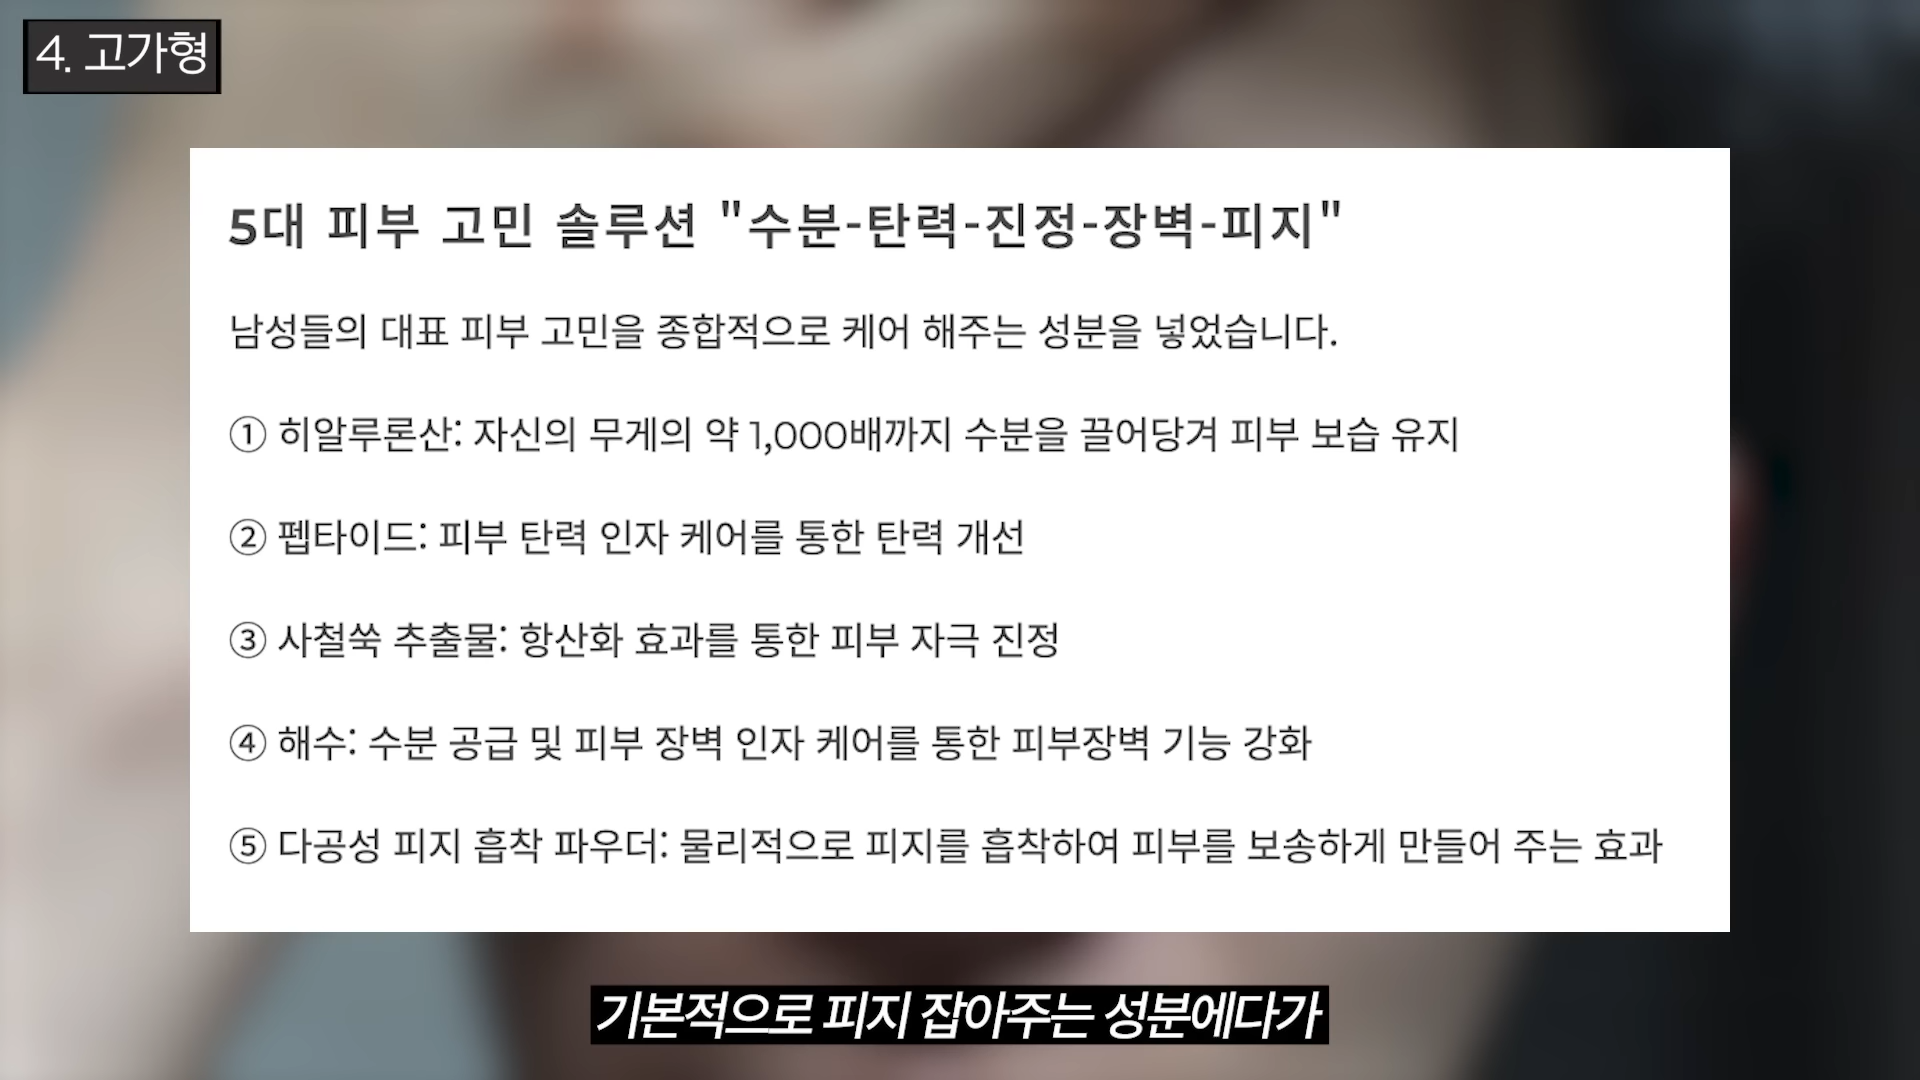 4. 고가형
5대 피부 고민 솔루션 "수분-탄력-진정-장벽-피지"
남성들의 대표 피부 고민을 종합적으로 케어 해주는 성분을 넣었습니다.
① 히알루론산: 자신의 무게의 약 1,000배까지 수분을 끌어당겨 피부 보습 유지
② 펩타이드: 피부 탄력 인자 케어를 통한 탄력 개선
③ 사철쑥 추출물: 항산화 효과를 통한 피부 자극 진정
④ 해수: 수분 공급 및 피부 장벽 인자 케어를 통한 피부장벽 기능 강화
⑤ 다공성 피지 흡착 파우더: 물리적으로 피지를 흡착하여 피부를 보송하게 만들어 주는 효과
기본적으로 피지 잡아주는 성분에다가